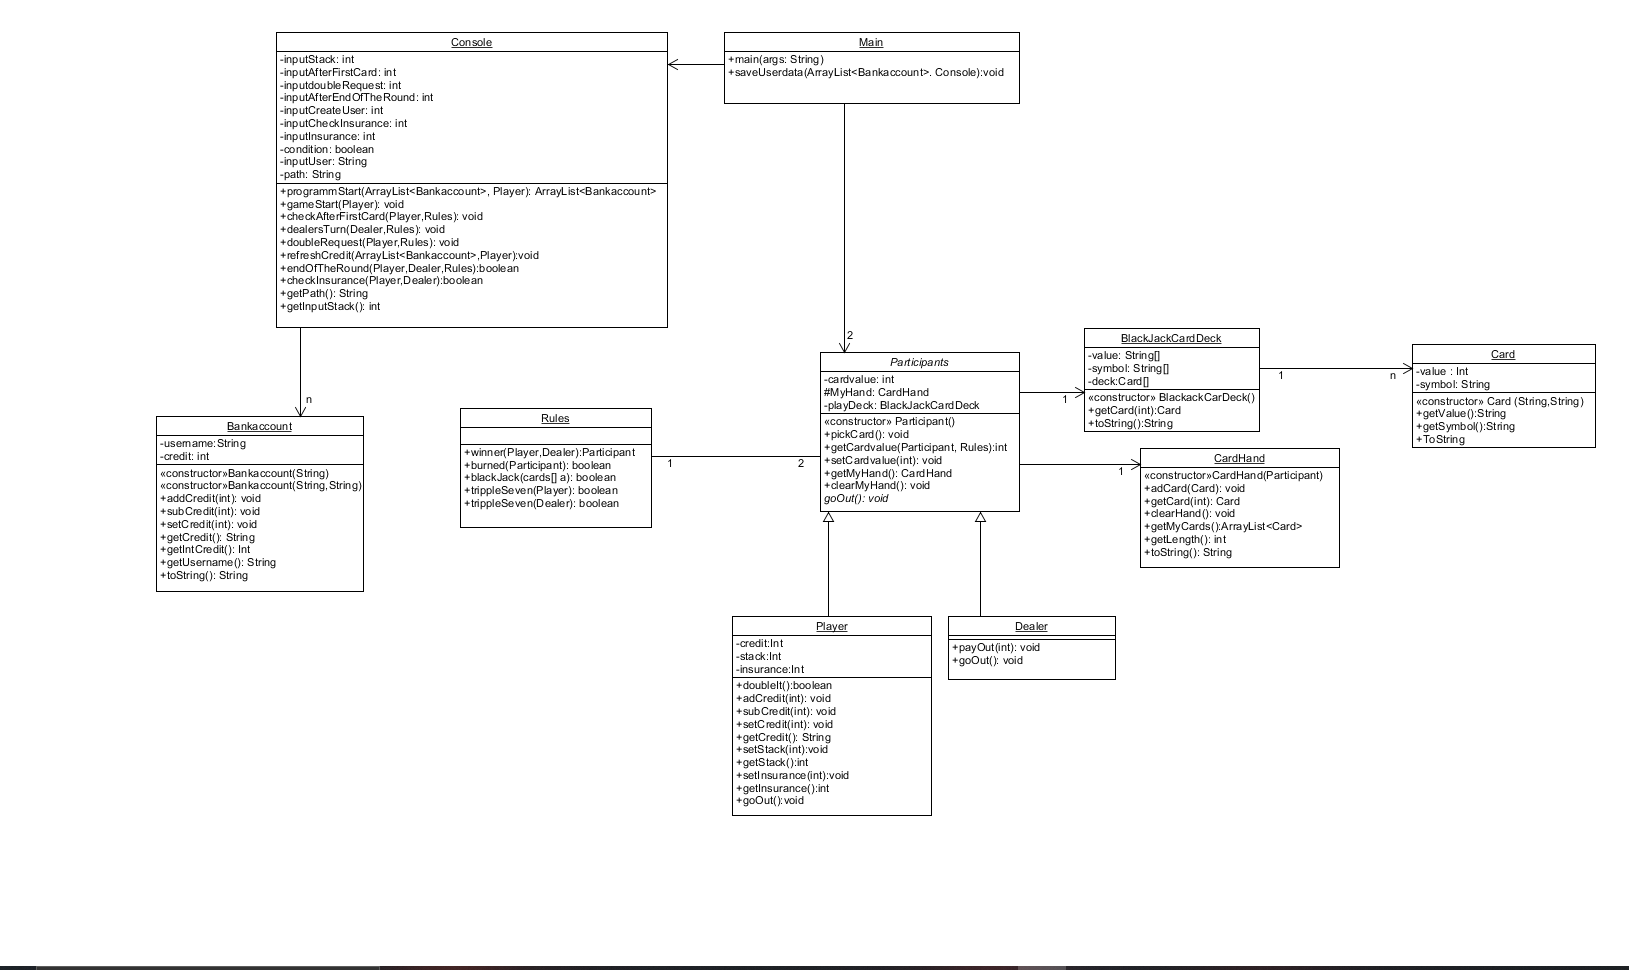 Console
-inputStack: int
-inputAfterFirstCard: int
-inputdoubleRequest: int
-inputAfterEndOfTheRound: int
-inputCreateUser: int
-inputCheckInsurance: int
-inputInsurance: int
-condition: boolean
-inputUser: String
-path: String
+programmStart(ArrayList<Bankaccount>, Player): ArrayList<Bankaccount>
+gameStart(Player): void
+checkAfterFirstCard(Player,Rules): void
+dealersTurn(Dealer,Rules): void
+doubleRequest(Player,Rules): void
+refreshCredit(ArrayList<Bankaccount>,Player):void
+endOfTheRound(Player,Dealer,Rules):boolean
+checkInsurance(Player,Dealer):boolean
+getPath(): String
+getInputStack(): int
Main
+main(args: String)
+saveUserdata(ArrayList<Bankaccount>. Console):void
2
n
Bankaccount
-username:String
-credit: int
«constructor»Bankaccount(String)
«constructor»Bankaccount(String,String)
+addCredit(int): void
+subCredit(int): void
+setCredit(int): void
+getCredit(): String
+getIntCredit(): Int
+getUsername(): String
+toString(): String
Rules
+winner(Player,Dealer):Participant
+burned(Participant): boolean
+blackJack(cards[] a): boolean
+trippleSeven(Player): boolean
+trippleSeven(Dealer): boolean
1
2
Participants
-cardvalue: int
#MyHand: CardHand
-playDeck: BlackJackCardDeck
«constructor» Participant()
+pickCard(): void
+getCardvalue(Participant, Rules):int
+setCardvalue(int): void
+getMyHand(): CardHand
+clearMyHand(): void
goOut(): void
1
1
BlackJackCardDeck
-value: String[]
-symbol: String[]
-deck:Card[]
«constructor» BlackackCarDeck()
+getCard(int):Card
+toString():String
1
n
Card
-value : Int
-symbol: String
«constructor» Card (String,String)
+getValue():String
+getSymbol():String
+ToString
CardHand
«constructor»CardHand(Participant)
+adCard(Card): void
+getCard(int): Card
+clearHand(): void
+getMyCards():ArrayList<Card>
+getLength(): int
+toString(): String
Player
-credit:Int
-stack:Int
-insurance:Int
+doubleIt():boolean
+adCredit(int): void
+subCredit(int): void
+setCredit(int): void
+getCredit(): String
+setStack(int):void
+getStack():int
+setInsurance(int):void
+getInsurance():int
+goOut():void
Dealer
+payOut(int): void
+goOut(): void